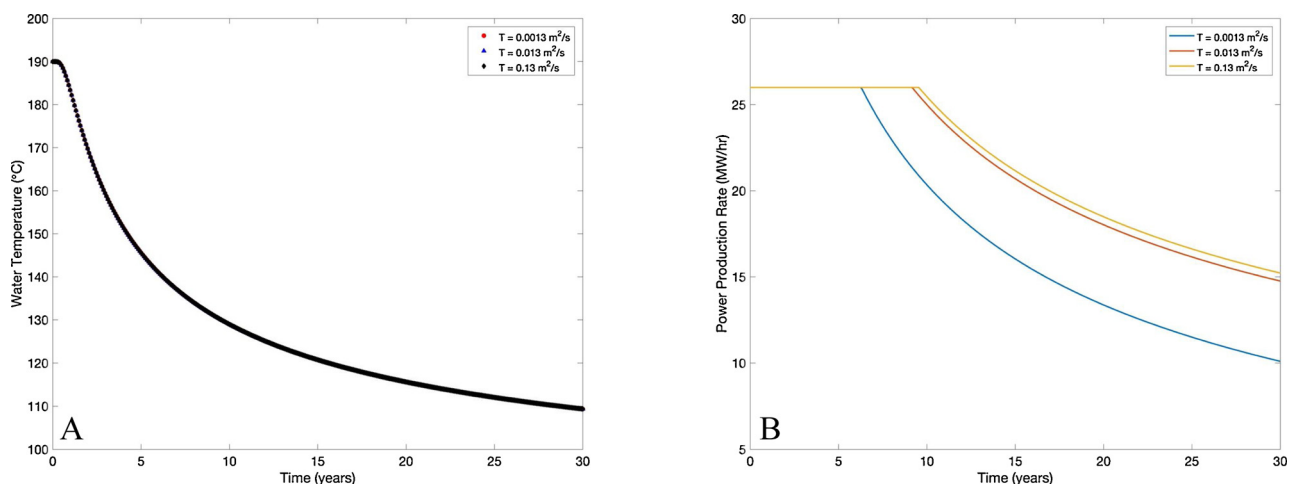 200
190
180
170
160
150
140
130
120
110
100
Water Temperature (°C)
0 5 10 15 20 25 30
Time (years)
T = 0.0013 m²/s
T = 0.013 m²/s
T = 0.13 m²/s
A
30
25
20
15
10
5
Power Production Rate (MW/hr)
0 5 10 15 20 25 30
Time (years)
T = 0.0013 m²/s
T = 0.013 m²/s
T = 0.13 m²/s
B